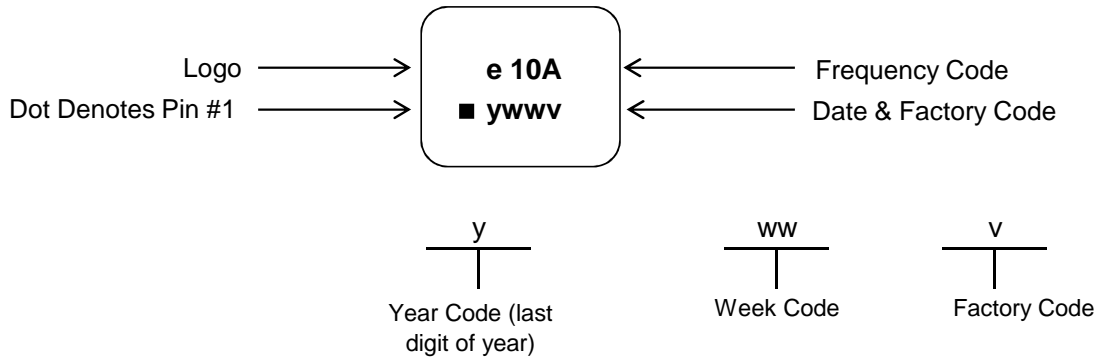 Logo e 10A Frequency Code
Dot Denotes Pin #1 ■ ywwv Date & Factory Code
y ww v
Year Code (last Week Code Factory Code
digit of year)